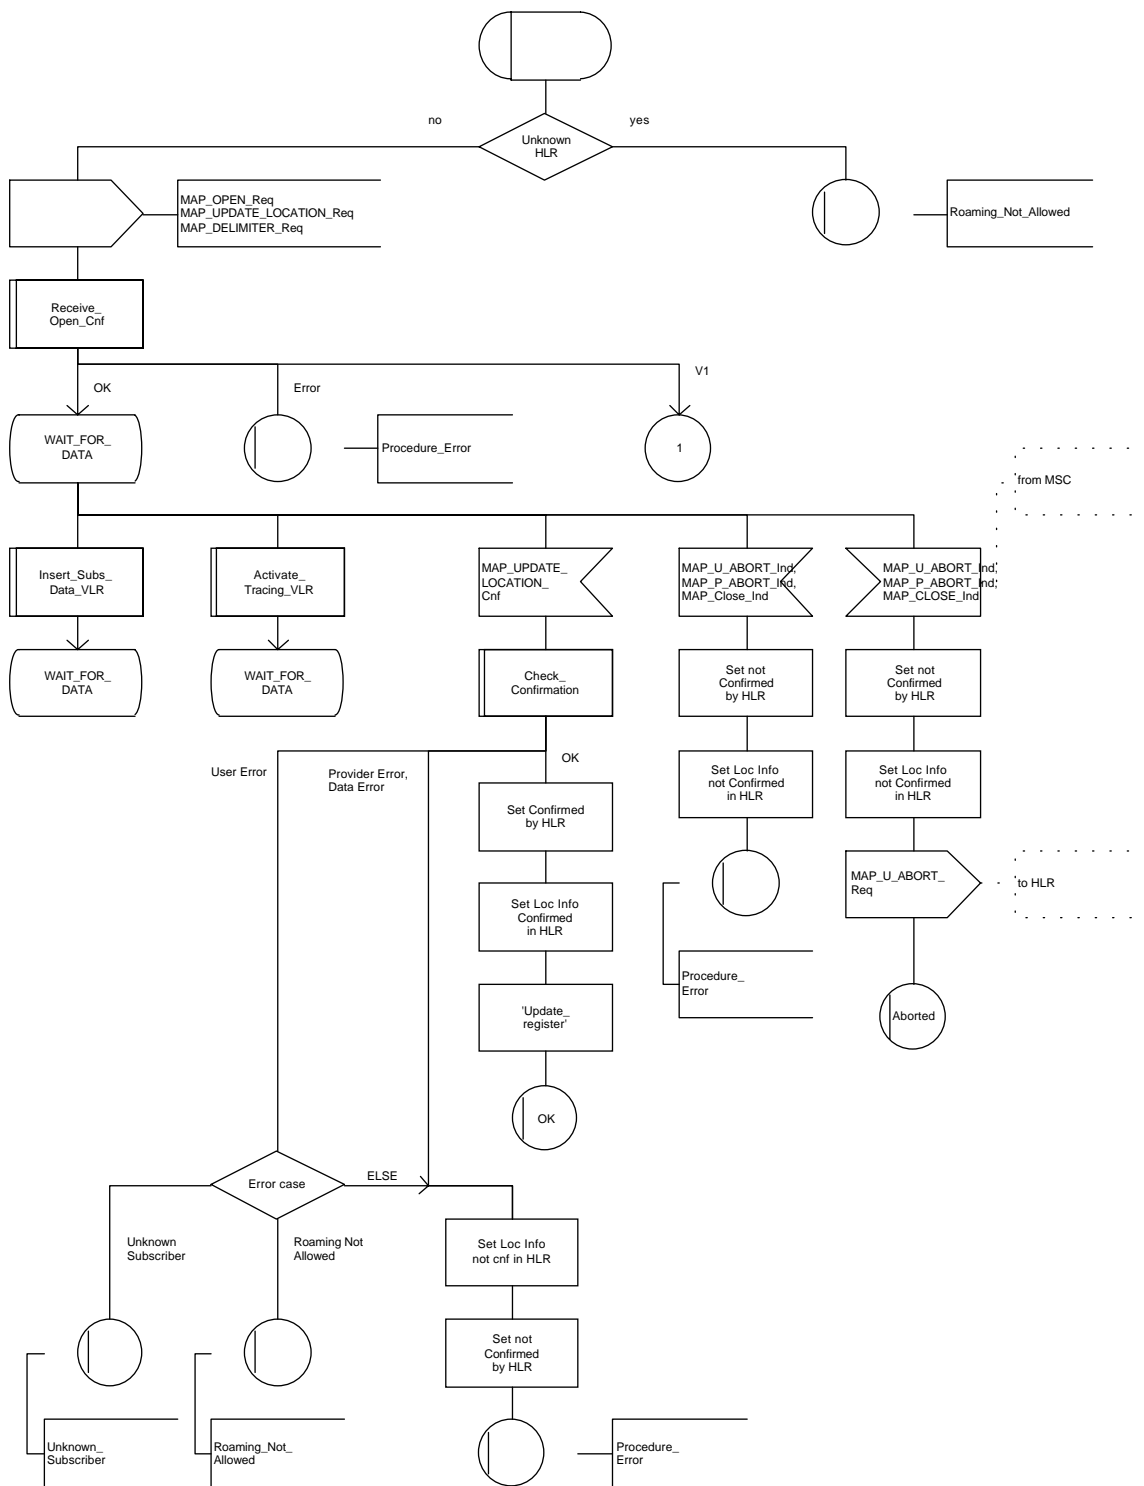 no
yes
Unknown
HLR
MAP_OPEN_Req
MAP_UPDATE_LOCATION_Req
MAP_DELIMITER_Req
Roaming_Not_Allowed
Receive_
Open_Cnf
OK
Error
V1
WAIT_FOR_
DATA
Procedure_Error
1
from MSC
Insert_Subs_
Data_VLR
Activate_
Tracing_VLR
MAP_UPDATE_
LOCATION_
Cnf
MAP_U_ABORT_Ind,
MAP_P_ABORT_Ind,
MAP_Close_Ind
MAP_U_ABORT_Ind,
MAP_P_ABORT_Ind,
MAP_CLOSE_Ind
WAIT_FOR_
DATA
WAIT_FOR_
DATA
Check_
Confirmation
Set not
Confirmed
by HLR
Set not
Confirmed
by HLR
User Error
Provider Error,
Data Error
OK
Set Loc Info
not Confirmed
in HLR
Set Loc Info
not Confirmed
in HLR
Set Confirmed
by HLR
MAP_U_ABORT_
Req
to HLR
Set Loc Info
Confirmed
in HLR
Procedure_
Error
'Update_
register'
Aborted
OK
Error case
ELSE
Unknown
Subscriber
Roaming Not
Allowed
Set Loc Info
not cnf in HLR
Set not
Confirmed
by HLR
Unknown_
Subscriber
Roaming_Not_
Allowed
Procedure_
Error